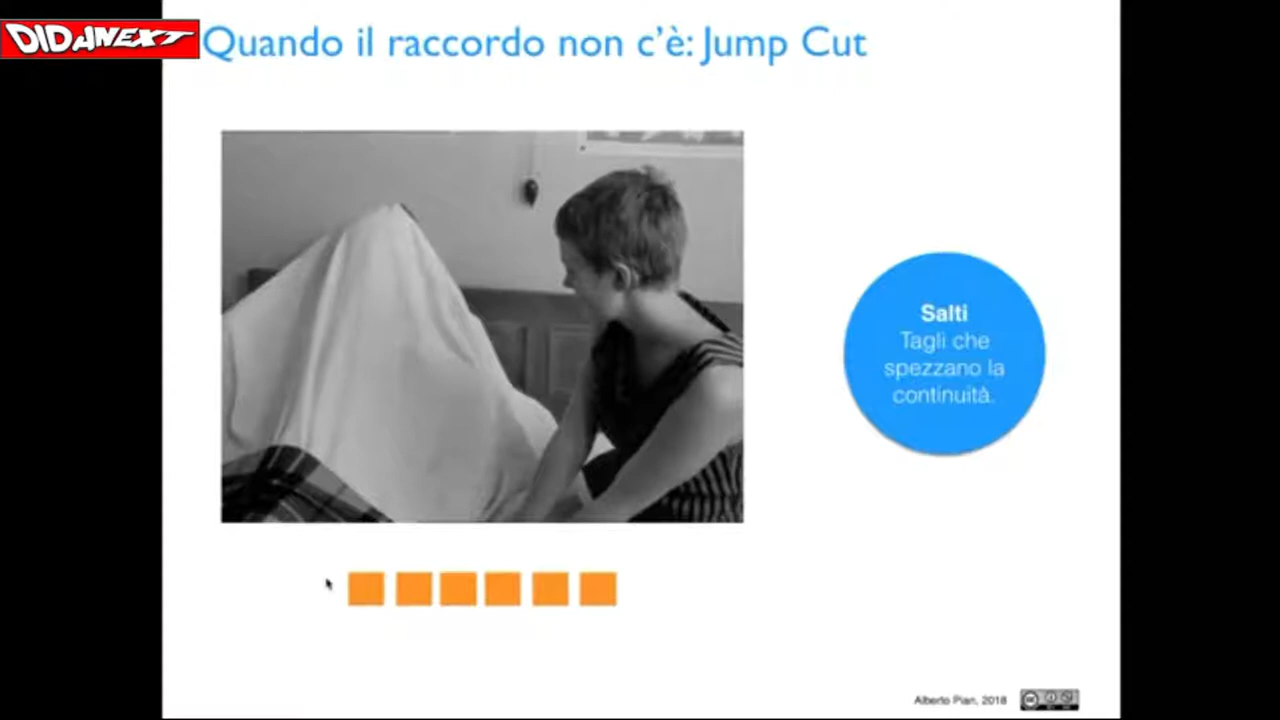 DIDANEXT
Quando il raccordo non c'è: Jump Cut
Salti
Tagli che
spezzano la
continuità.
Alberto Pian, 2018